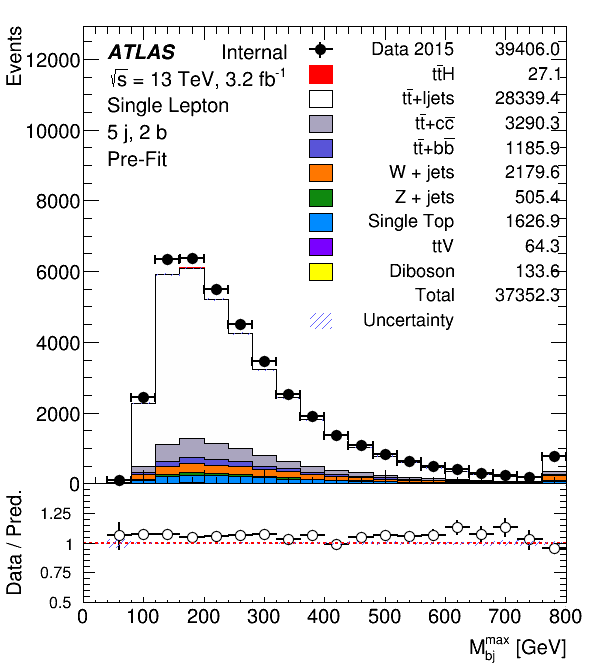 Events
12000
10000
8000
6000
4000
2000
0
ATLAS Internal
√s = 13 TeV, 3.2 fb⁻¹
Single Lepton
5 j, 2 b
Pre-Fit
Data 2015 39406.0
tt̄H 27.1
tt̄+ljets 28339.4
tt̄+cc̄ 3290.3
tt̄+bb̄ 1185.9
W + jets 2179.6
Z + jets 505.4
Single Top 1626.9
ttV 64.3
Diboson 133.6
Total 37352.3
Uncertainty
Data / Pred.
1.25
1
0.75
0.5
0 100 200 300 400 500 600 700 800
M_bj^max [GeV]